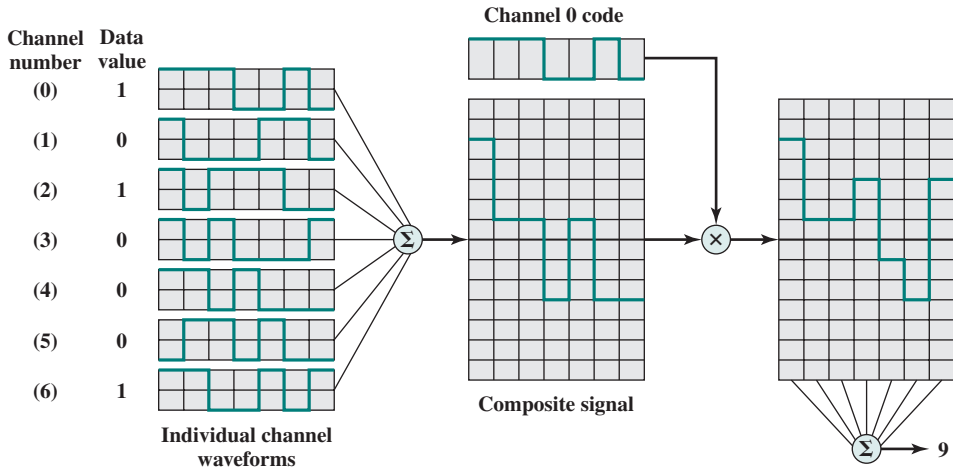 Channel 0 code
Channel
number
Data
value
(0) 1
(1) 0
(2) 1
(3) 0
(4) 0
(5) 0
(6) 1
Σ
×
Individual channel
waveforms
Composite signal
Σ
9